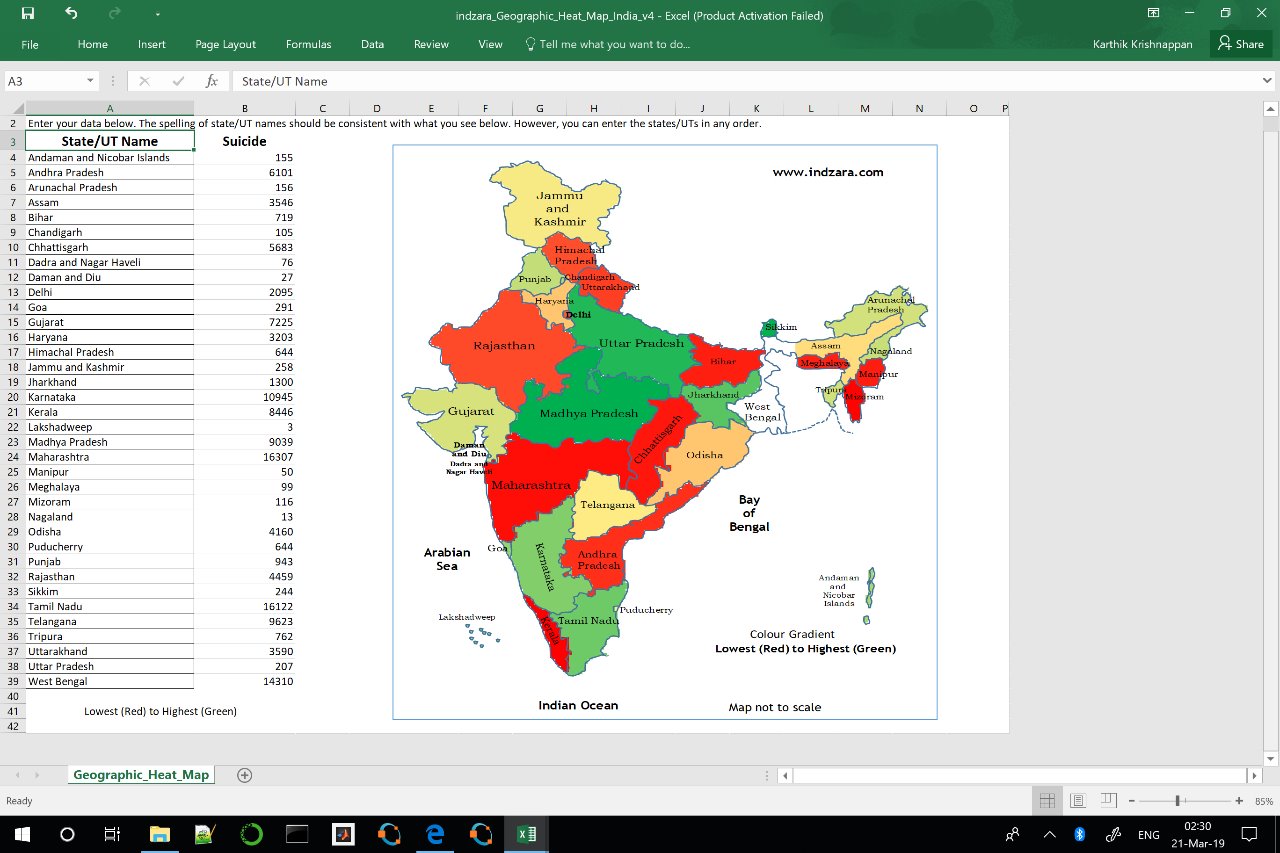 indzara_Geographic_Heat_Map_India_v4 - Excel (Product Activation Failed)
File Home Insert Page Layout Formulas Data Review View Tell me what you want to do... Karthik Krishnappan Share
A3 fx State/UT Name
A B C D E F G H I J K L M N O P
2 Enter your data below. The spelling of state/UT names should be consistent with what you see below. However, you can enter the states/UTs in any order.
3 State/UT Name Suicide
4 Andaman and Nicobar Islands 155
5 Andhra Pradesh 6101
6 Arunachal Pradesh 156
7 Assam 3546
8 Bihar 719
9 Chandigarh 105
10 Chhattisgarh 5683
11 Dadra and Nagar Haveli 76
12 Daman and Diu 27
13 Delhi 2095
14 Goa 291
15 Gujarat 7225
16 Haryana 3203
17 Himachal Pradesh 644
18 Jammu and Kashmir 258
19 Jharkhand 1300
20 Karnataka 10945
21 Kerala 8446
22 Lakshadweep 3
23 Madhya Pradesh 9039
24 Maharashtra 16307
25 Manipur 50
26 Meghalaya 99
27 Mizoram 116
28 Nagaland 13
29 Odisha 4160
30 Puducherry 644
31 Punjab 943
32 Rajasthan 4459
33 Sikkim 244
34 Tamil Nadu 16122
35 Telangana 9623
36 Tripura 762
37 Uttarakhand 3590
38 Uttar Pradesh 207
39 West Bengal 14310
40
41 Lowest (Red) to Highest (Green)
42
www.indzara.com
Jammu
and
Kashmir
Himachal
Pradesh
Punjab
Chandigarh
Uttarakhand
Haryana
Delhi
Rajasthan
Uttar Pradesh
Sikkim
Arunachal
Pradesh
Assam
Nagaland
Meghalaya
Manipur
Tripura
Mizoram
Bihar
Jharkhand
West
Bengal
Gujarat
Madhya Pradesh
Chhattisgarh
Daman
and Diu
Dadra and
Nagar Haveli
Odisha
Maharashtra
Telangana
Bay
of
Bengal
Arabian
Sea
Goa
Karnataka
Andhra
Pradesh
Andaman
and
Nicobar
Islands
Lakshadweep
Kerala
Tamil Nadu
Puducherry
Colour Gradient
Lowest (Red) to Highest (Green)
Indian Ocean
Map not to scale
Geographic_Heat_Map
Ready 85%
ENG
02:30
21-Mar-19